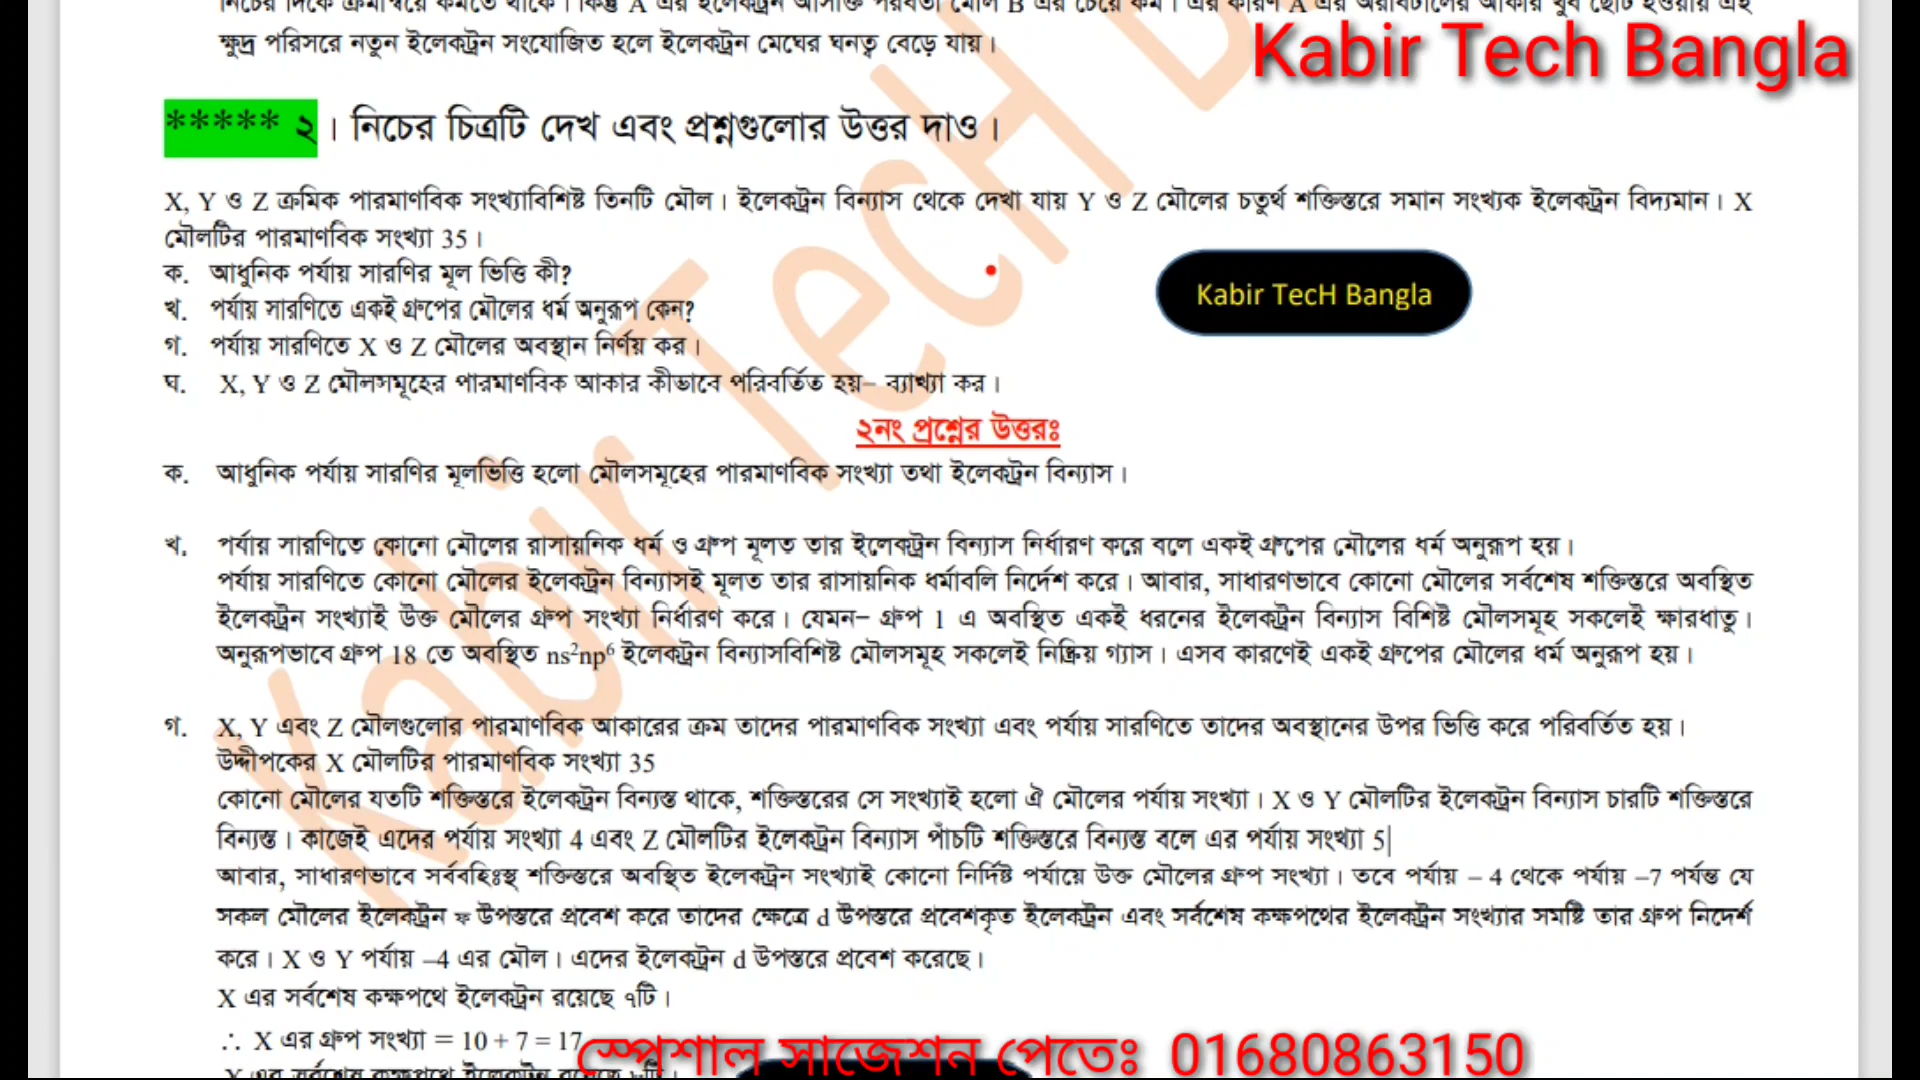 ক্ষুদ্র পরিসরে নতুন ইলেকট্রন সংযোজিত হলে ইলেকট্রন মেঘের ঘনত্ব বেড়ে যায়।
Kabir Tech Bangla
***** ২। নিচের চিত্রটি দেখ এবং প্রশ্নগুলোর উত্তর দাও।
X, Y ও Z ক্রমিক পারমাণবিক সংখ্যাবিশিষ্ট তিনটি মৌল। ইলেকট্রন বিন্যাস থেকে দেখা যায় Y ও Z মৌলের চতুর্থ শক্তিস্তরে সমান সংখ্যক ইলেকট্রন বিদ্যমান। X
মৌলটির পারমাণবিক সংখ্যা 35।
ক. আধুনিক পর্যায় সারণির মূল ভিত্তি কী?
Kabir TecH Bangla
খ. পর্যায় সারণিতে একই গ্রুপের মৌলের ধর্ম অনুরূপ কেন?
গ. পর্যায় সারণিতে X ও Z মৌলের অবস্থান নির্ণয় কর।
ঘ. X, Y ও Z মৌলসমূহের পারমাণবিক আকার কীভাবে পরিবর্তিত হয়– ব্যাখ্যা কর।
২নং প্রশ্নের উত্তরঃ
ক. আধুনিক পর্যায় সারণির মূলভিত্তি হলো মৌলসমূহের পারমাণবিক সংখ্যা তথা ইলেকট্রন বিন্যাস।
খ. পর্যায় সারণিতে কোনো মৌলের রাসায়নিক ধর্ম ও গ্রুপ মূলত তার ইলেকট্রন বিন্যাস নির্ধারণ করে বলে একই গ্রুপের মৌলের ধর্ম অনুরূপ হয়।
পর্যায় সারণিতে কোনো মৌলের ইলেকট্রন বিন্যাসই মূলত তার রাসায়নিক ধর্মাবলি নির্দেশ করে। আবার, সাধারণভাবে কোনো মৌলের সর্বশেষ শক্তিস্তরে অবস্থিত
ইলেকট্রন সংখ্যাই উক্ত মৌলের গ্রুপ সংখ্যা নির্ধারণ করে। যেমন– গ্রুপ 1 এ অবস্থিত একই ধরনের ইলেকট্রন বিন্যাস বিশিষ্ট মৌলসমূহ সকলেই ক্ষারধাতু।
অনুরূপভাবে গ্রুপ 18 তে অবস্থিত ns²np⁶ ইলেকট্রন বিন্যাসবিশিষ্ট মৌলসমূহ সকলেই নিষ্ক্রিয় গ্যাস। এসব কারণেই একই গ্রুপের মৌলের ধর্ম অনুরূপ হয়।
গ. X, Y এবং Z মৌলগুলোর পারমাণবিক আকারের ক্রম তাদের পারমাণবিক সংখ্যা এবং পর্যায় সারণিতে তাদের অবস্থানের উপর ভিত্তি করে পরিবর্তিত হয়।
উদ্দীপকের X মৌলটির পারমাণবিক সংখ্যা 35
কোনো মৌলের যতটি শক্তিস্তরে ইলেকট্রন বিন্যস্ত থাকে, শক্তিস্তরের সে সংখ্যাই হলো ঐ মৌলের পর্যায় সংখ্যা। X ও Y মৌলটির ইলেকট্রন বিন্যাস চারটি শক্তিস্তরে
বিন্যস্ত। কাজেই এদের পর্যায় সংখ্যা 4 এবং Z মৌলটির ইলেকট্রন বিন্যাস পাঁচটি শক্তিস্তরে বিন্যস্ত বলে এর পর্যায় সংখ্যা 5|
আবার, সাধারণভাবে সর্ববহিঃস্থ শক্তিস্তরে অবস্থিত ইলেকট্রন সংখ্যাই কোনো নির্দিষ্ট পর্যায়ে উক্ত মৌলের গ্রুপ সংখ্যা। তবে পর্যায় – 4 থেকে পর্যায় –7 পর্যন্ত যে
সকল মৌলের ইলেকট্রন ফ উপস্তরে প্রবেশ করে তাদের ক্ষেত্রে d উপস্তরে প্রবেশকৃত ইলেকট্রন এবং সর্বশেষ কক্ষপথের ইলেকট্রন সংখ্যার সমষ্টি তার গ্রুপ নিদের্শ
করে। X ও Y পর্যায় –4 এর মৌল। এদের ইলেকট্রন d উপস্তরে প্রবেশ করেছে।
X এর সর্বশেষ কক্ষপথে ইলেকট্রন রয়েছে ৭টি।
∴ X এর গ্রুপ সংখ্যা = 10 + 7 = 17
স্পেশাল সাজেশন পেতেঃ 01680863150
Kabir TecH B